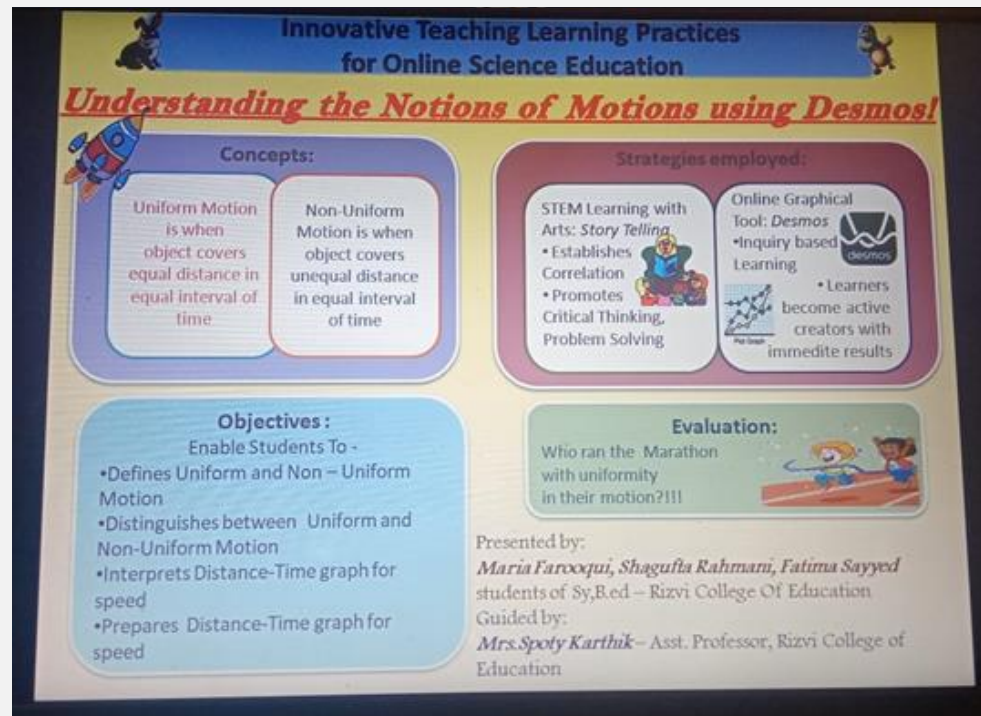 Innovative Teaching Learning Practices
for Online Science Education
Understanding the Notions of Motions using Desmos!
Concepts:
Uniform Motion
is when
object covers
equal distance in
equal interval of
time
Non-Uniform
Motion is when
object covers
unequal distance
in equal interval
of time
Strategies employed:
STEM Learning with
Arts: Story Telling
•Establishes
Correlation
•Promotes
Critical Thinking,
Problem Solving
Online Graphical
Tool: Desmos
•Inquiry based
Learning
desmos
•Learners
become active
creators with
immedite results
Plot Graph
Objectives :
Enable Students To -
•Defines Uniform and Non – Uniform
Motion
•Distinguishes between Uniform and
Non-Uniform Motion
•Interprets Distance-Time graph for
speed
•Prepares Distance-Time graph for
speed
Evaluation:
Who ran the Marathon
with uniformity
in their motion?!!!
Presented by:
Maria Farooqui, Shagufta Rahmani, Fatima Sayyed
students of Sy,B.ed – Rizvi College Of Education
Guided by:
Mrs.Spoty Karthik – Asst. Professor, Rizvi College of
Education